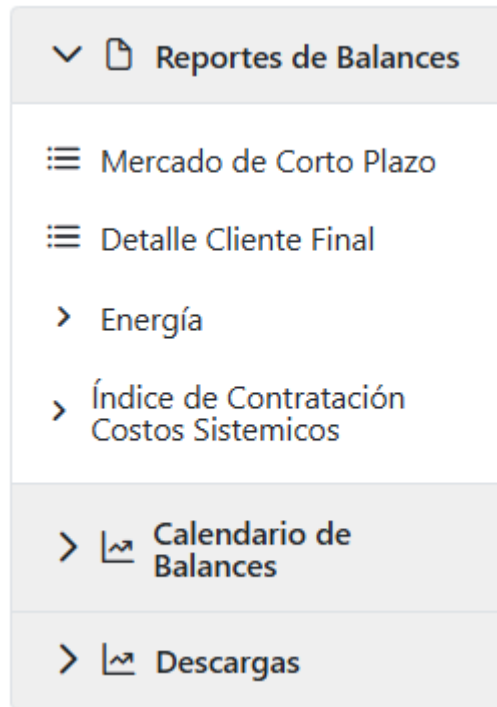 Reportes de Balances
Mercado de Corto Plazo
Detalle Cliente Final
Energía
Índice de Contratación
Costos Sistemicos
Calendario de
Balances
Descargas